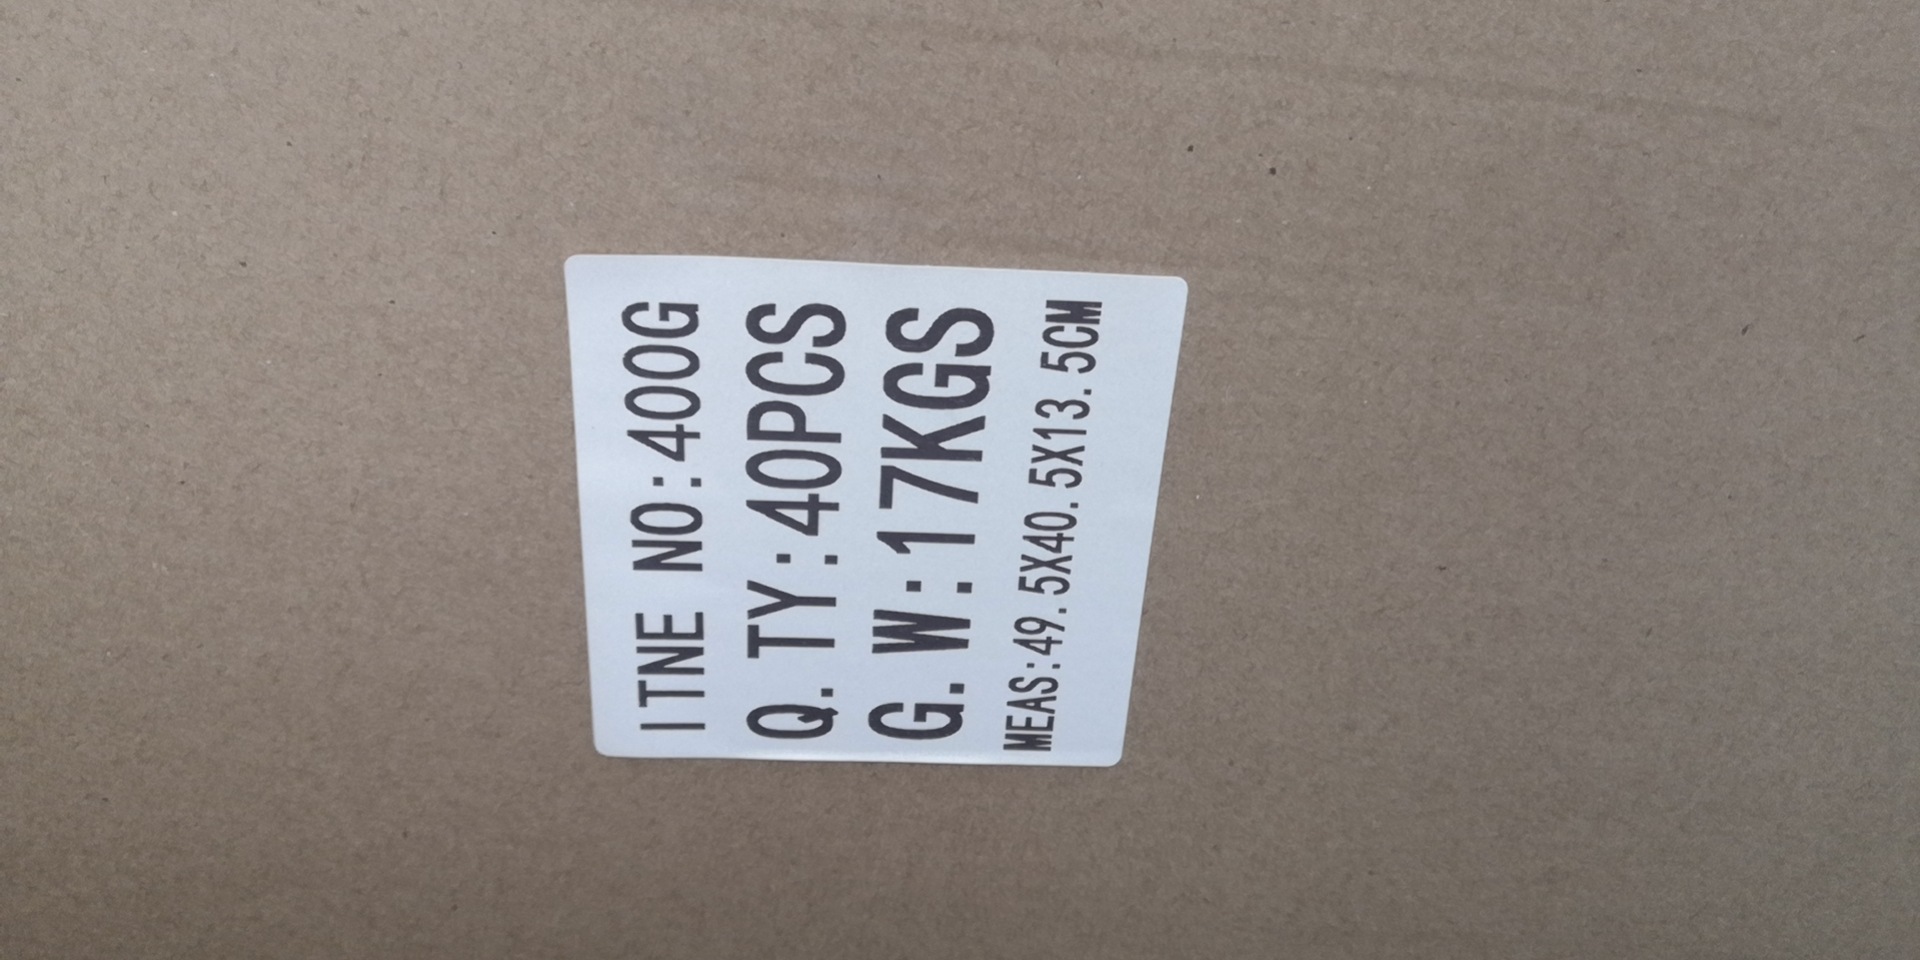 ITNE NO:400G
Q.TY:40PCS
G.W:17KGS
MEAS:49.5X40.5X13.5CM